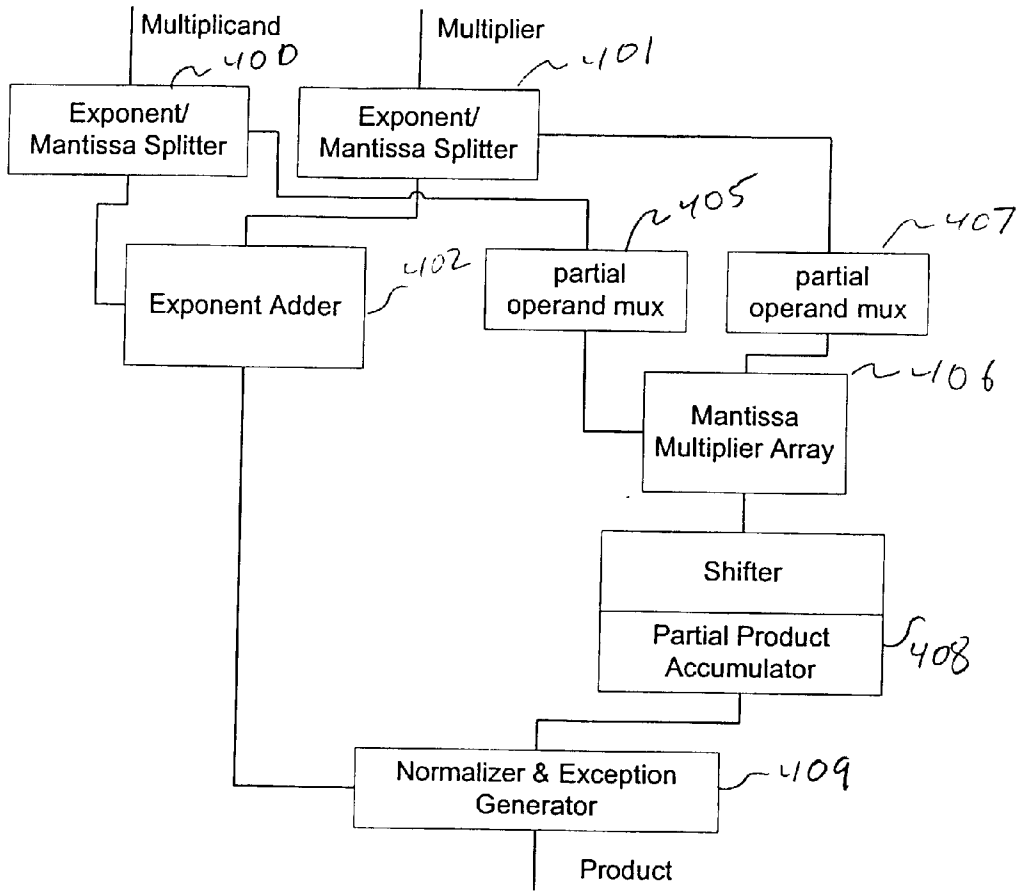 Multiplicand
Multiplier
400
401
Exponent/
Mantissa Splitter
Exponent/
Mantissa Splitter
405
407
402
Exponent Adder
partial
operand mux
partial
operand mux
406
Mantissa
Multiplier Array
Shifter
Partial Product
Accumulator
408
Normalizer & Exception
Generator
409
Product